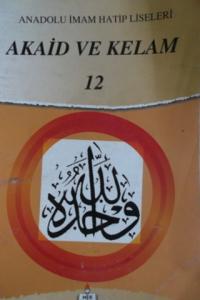 ANADOLU İMAM HATİP LİSELERİ
AKAİD VE KELAM
12